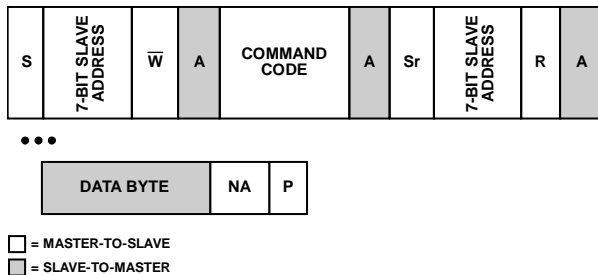 S 7-BIT SLAVE ADDRESS W̅ A COMMAND CODE A Sr 7-BIT SLAVE ADDRESS R A
•••
DATA BYTE NA P
= MASTER-TO-SLAVE
= SLAVE-TO-MASTER